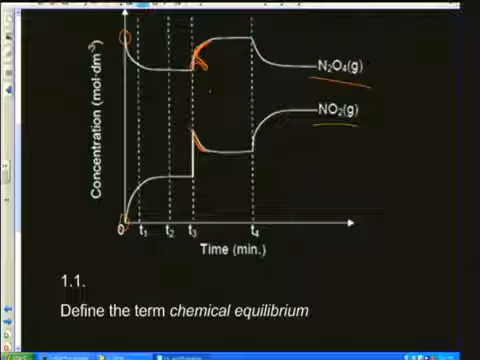 Concentration (mol·dm⁻³)
N₂O₄(g)
NO₂(g)
0 t₁ t₂ t₃ t₄
Time (min.)
1.1.
Define the term chemical equilibrium